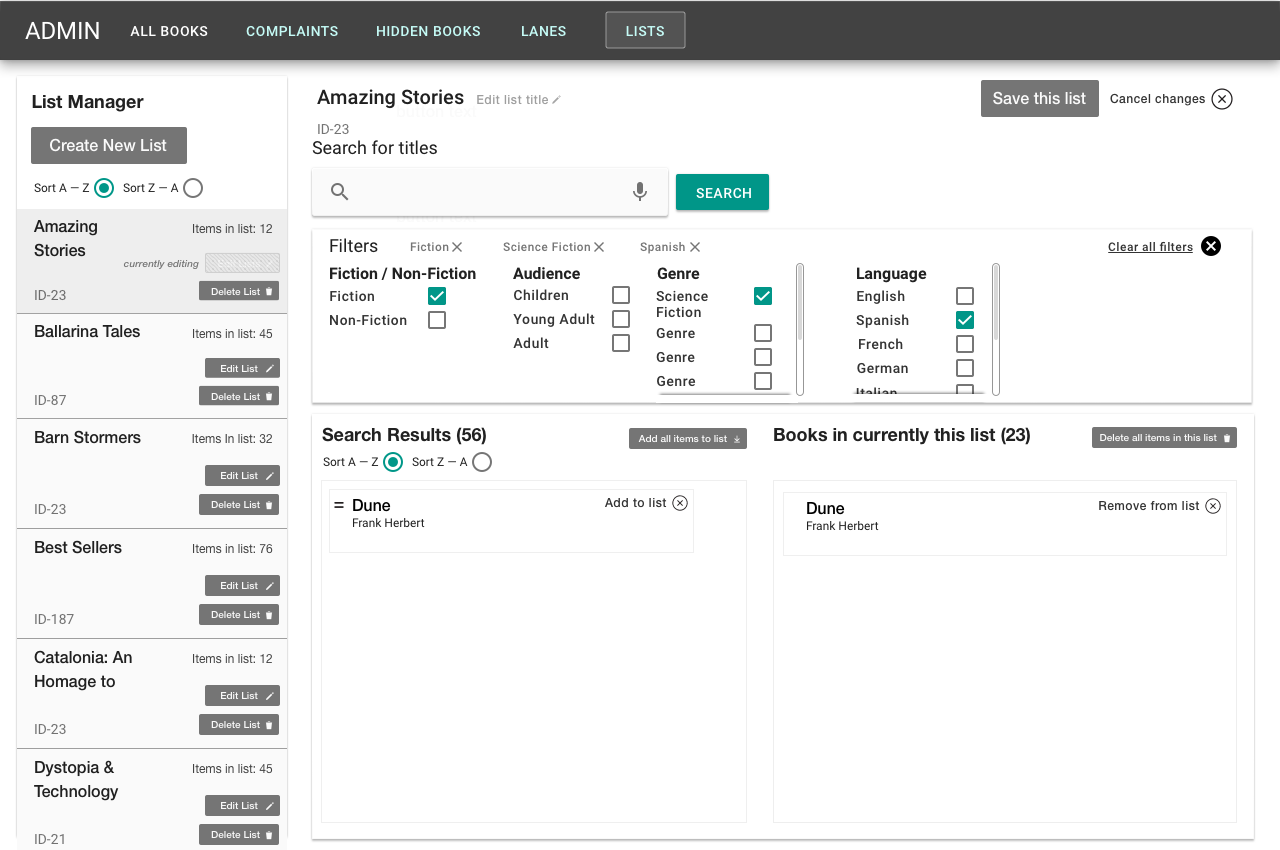 ADMIN ALL BOOKS COMPLAINTS HIDDEN BOOKS LANES LISTS
List Manager
Create New List
Sort A – Z Sort Z – A
Amazing Stories
Items in list: 12
currently editing
ID-23
Delete List
Ballarina Tales
Items in list: 45
Edit List
ID-87
Delete List
Barn Stormers
Items In list: 32
Edit List
ID-23
Delete List
Best Sellers
Items in list: 76
Edit List
ID-187
Delete List
Catalonia: An
Homage to
Items in list: 12
Edit List
ID-23
Delete List
Dystopia &
Technology
Items in list: 45
Edit List
ID-21
Delete List
Amazing Stories Edit list title
ID-23
Save this list Cancel changes
Search for titles
SEARCH
Filters Fiction Science Fiction Spanish Clear all filters
Fiction / Non-Fiction
Fiction
Non-Fiction
Audience
Children
Young Adult
Adult
Genre
Science
Fiction
Genre
Genre
Genre
Language
English
Spanish
French
German
Italian
Search Results (56) Add all items to list
Sort A – Z Sort Z – A
= Dune Add to list
Frank Herbert
Books in currently this list (23) Delete all items in this list
Dune Remove from list
Frank Herbert